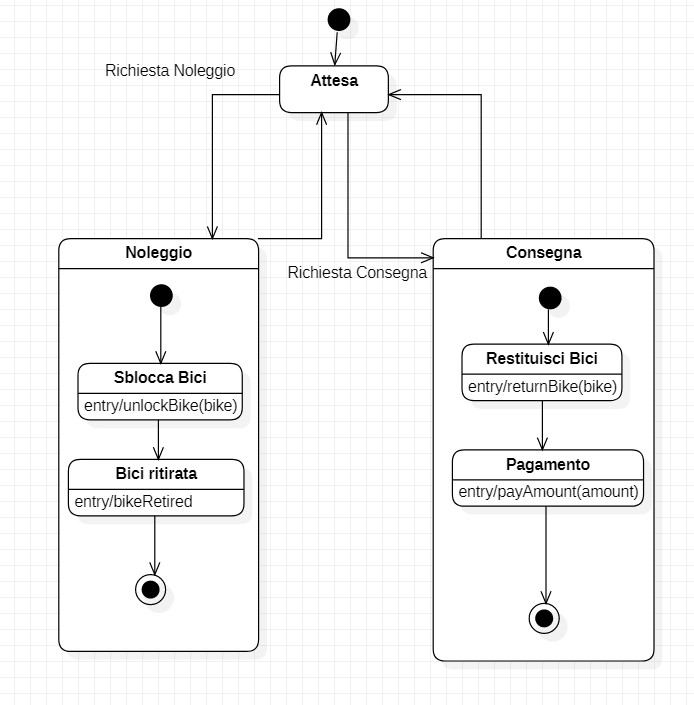 Richiesta Noleggio
Attesa
Noleggio
Richiesta Consegna
Consegna
Sblocca Bici
entry/unlockBike(bike)
Bici ritirata
entry/bikeRetired
Restituisci Bici
entry/returnBike(bike)
Pagamento
entry/payAmount(amount)